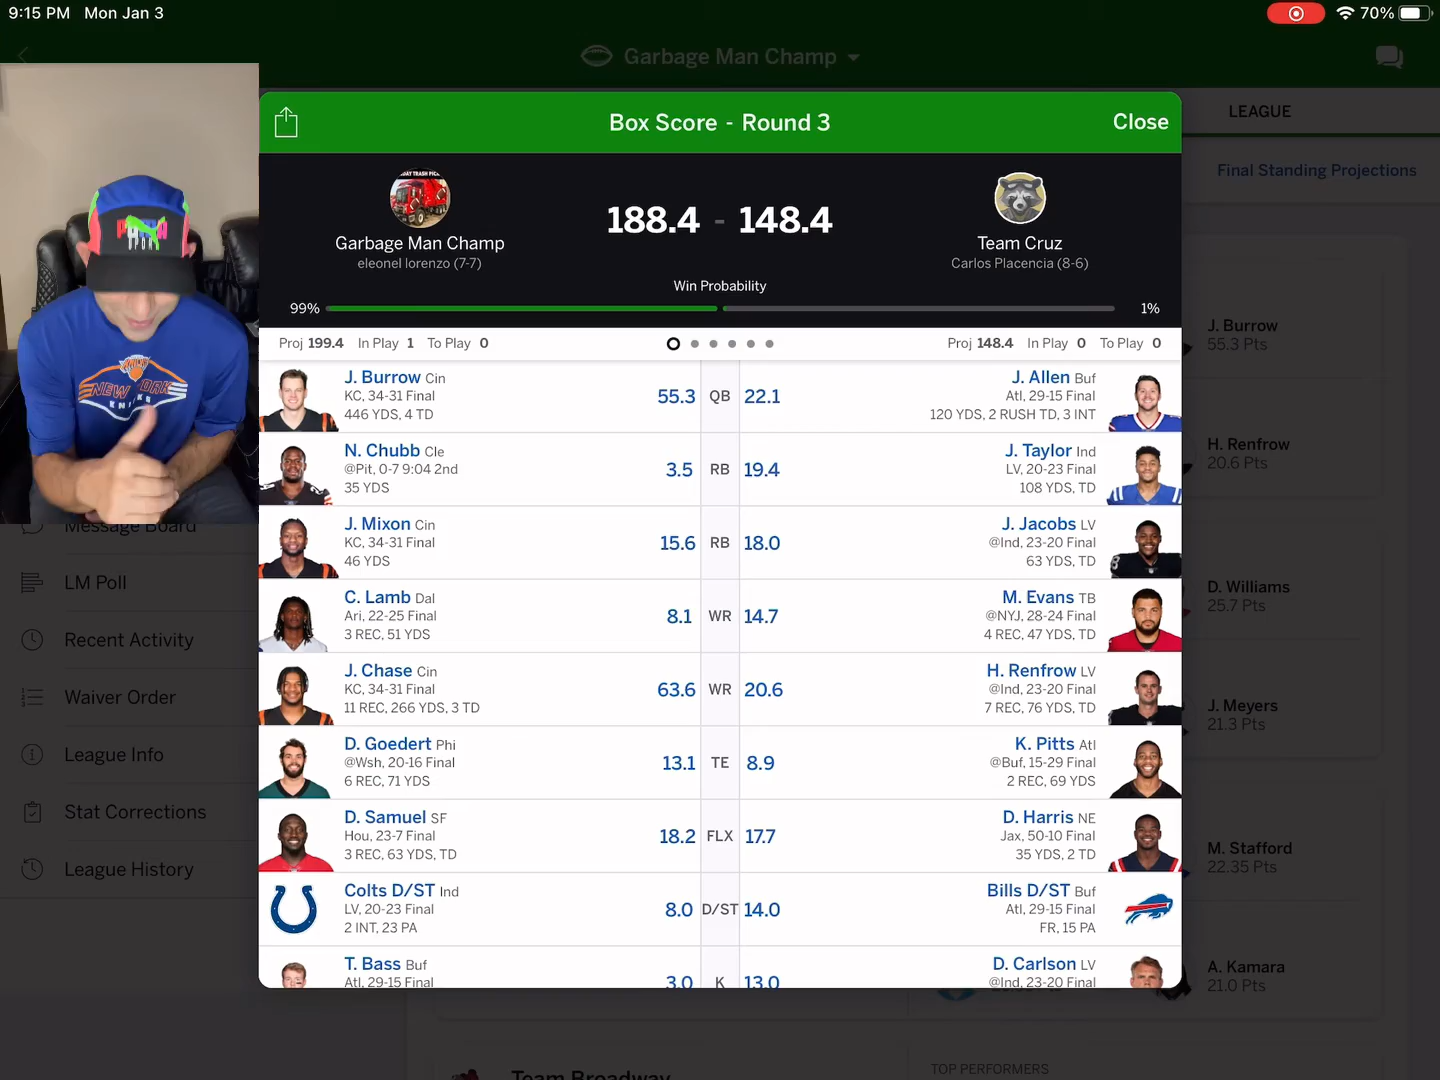 9:15 PM Mon Jan 3
70%
Garbage Man Champ
LEAGUE
Final Standing Projections
Box Score - Round 3
Close
Garbage Man Champ
eleonel lorenzo (7-7)
188.4 - 148.4
Team Cruz
Carlos Placencia (8-6)
Win Probability
99%
1%
Proj 199.4 In Play 1 To Play 0
Proj 148.4 In Play 0 To Play 0
J. Burrow Cin
KC, 34-31 Final
446 YDS, 4 TD
55.3 QB 22.1
J. Allen Buf
Atl, 29-15 Final
120 YDS, 2 RUSH TD, 3 INT
N. Chubb Cle
@Pit, 0-7 9:04 2nd
35 YDS
3.5 RB 19.4
J. Taylor Ind
LV, 20-23 Final
108 YDS, TD
J. Mixon Cin
KC, 34-31 Final
46 YDS
15.6 RB 18.0
J. Jacobs LV
@Ind, 23-20 Final
63 YDS, TD
C. Lamb Dal
Ari, 22-25 Final
3 REC, 51 YDS
8.1 WR 14.7
M. Evans TB
@NYJ, 28-24 Final
4 REC, 47 YDS, TD
J. Chase Cin
KC, 34-31 Final
11 REC, 266 YDS, 3 TD
63.6 WR 20.6
H. Renfrow LV
@Ind, 23-20 Final
7 REC, 76 YDS, TD
D. Goedert Phi
@Wsh, 20-16 Final
6 REC, 71 YDS
13.1 TE 8.9
K. Pitts Atl
@Buf, 15-29 Final
2 REC, 69 YDS
D. Samuel SF
Hou, 23-7 Final
3 REC, 63 YDS, TD
18.2 FLX 17.7
D. Harris NE
Jax, 50-10 Final
35 YDS, 2 TD
Colts D/ST Ind
LV, 20-23 Final
2 INT, 23 PA
8.0 D/ST 14.0
Bills D/ST Buf
Atl, 29-15 Final
FR, 15 PA
T. Bass Buf
Atl, 29-15 Final
3.0 K 13.0
D. Carlson LV
@Ind, 23-20 Final
NEW YORK
Message Board
LM Poll
Recent Activity
Waiver Order
League Info
Stat Corrections
League History
J. Burrow
55.3 Pts
H. Renfrow
20.6 Pts
D. Williams
25.7 Pts
J. Meyers
21.3 Pts
M. Stafford
22.35 Pts
A. Kamara
21.0 Pts
Team Broadway
TOP PERFORMERS